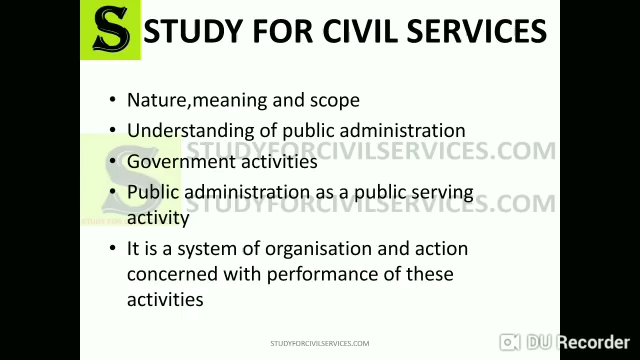 S STUDY FOR CIVIL SERVICES
• Nature,meaning and scope
• Understanding of public administration
STUDYFORCIVILSERVICES.COM
• Government activities
• Public administration as a public serving
STUDYFORCIVILSERVICES.COM
activity
• It is a system of organisation and action
concerned with performance of these
activities
STUDYFORCIVILSERVICES.COM
DU Recorder